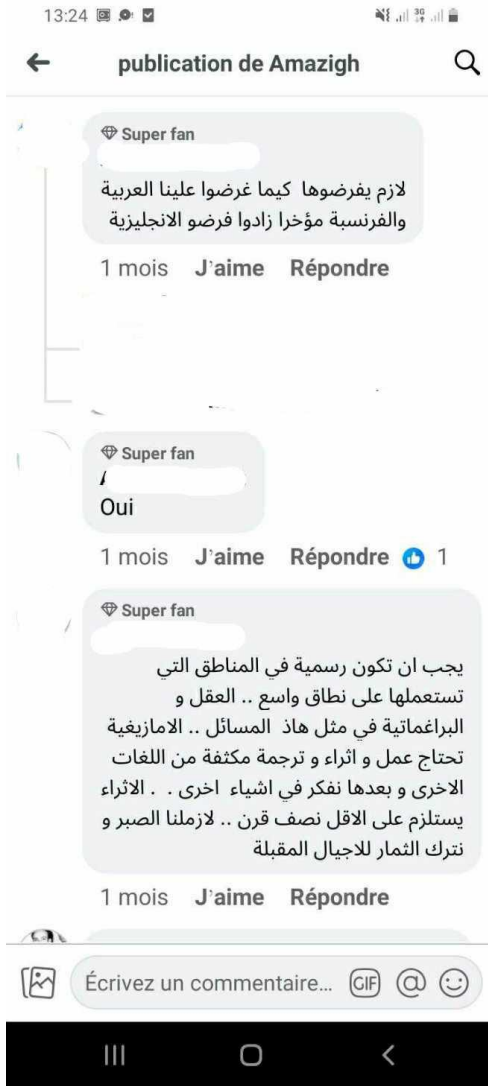 13:24
3G
publication de Amazigh
Super fan
لازم يفرضوها كيما غرضوا علينا العربية
والفرنسبة مؤخرا زادوا فرضو الانجليزية
1 mois J'aime Répondre
Super fan
Oui
1 mois J'aime Répondre 1
Super fan
يجب ان تكون رسمية في المناطق التي
تستعملها على نطاق واسع .. العقل و
البراغماتية في مثل هاذ المسائل .. الامازيغية
تحتاج عمل و اثراء و ترجمة مكثفة من اللغات
الاخرى و بعدها نفكر في اشياء اخرى . . الاثراء
يستلزم على الاقل نصف قرن .. لازملنا الصبر و
نترك الثمار للاجيال المقبلة
1 mois J'aime Répondre
Écrivez un commentaire... GIF @